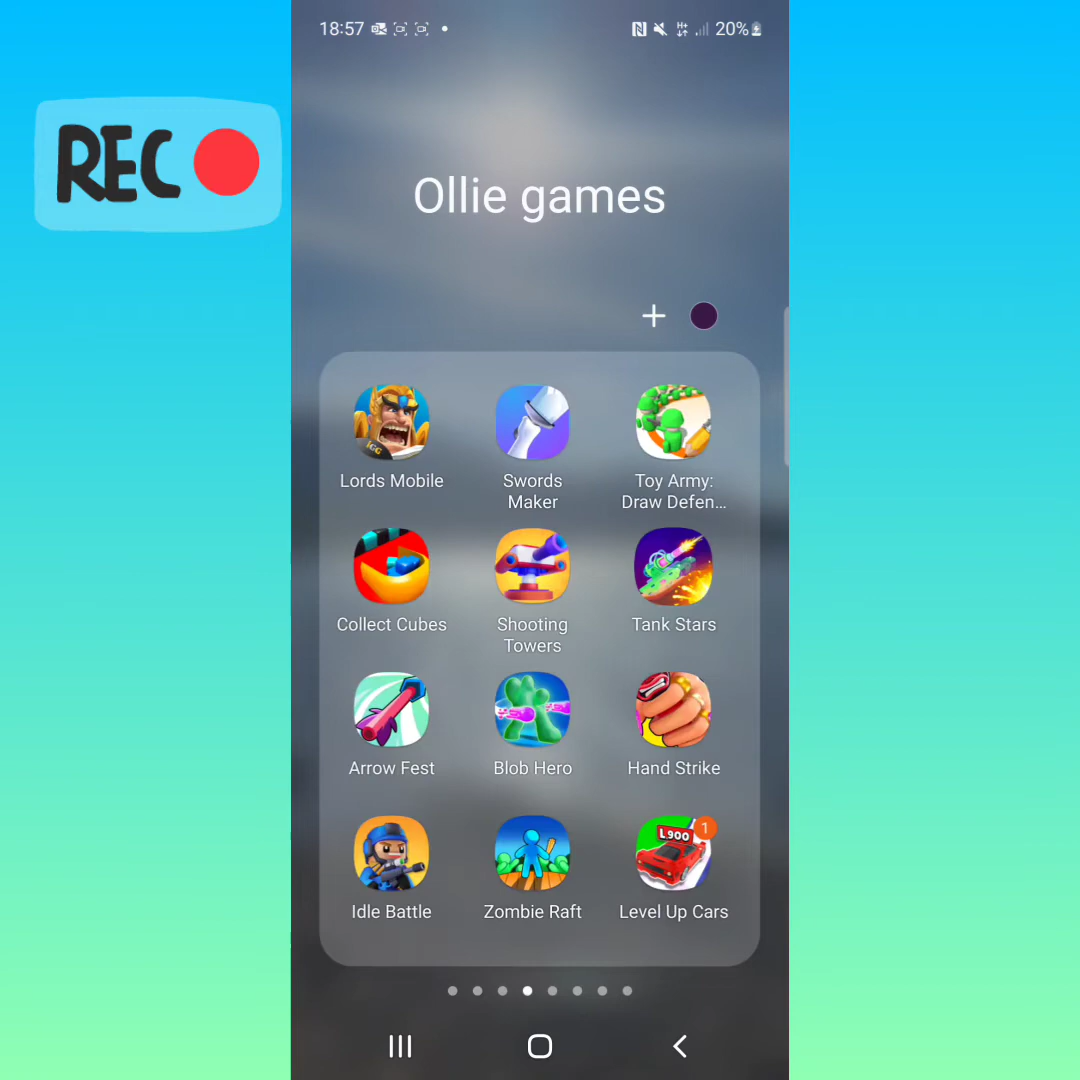 18:57
20%
REC
Ollie games
IGG
Lords Mobile
Swords
Maker
Toy Army:
Draw Defen...
Collect Cubes
Shooting
Towers
Tank Stars
Arrow Fest
Blob Hero
Hand Strike
L900
1
Idle Battle
Zombie Raft
Level Up Cars